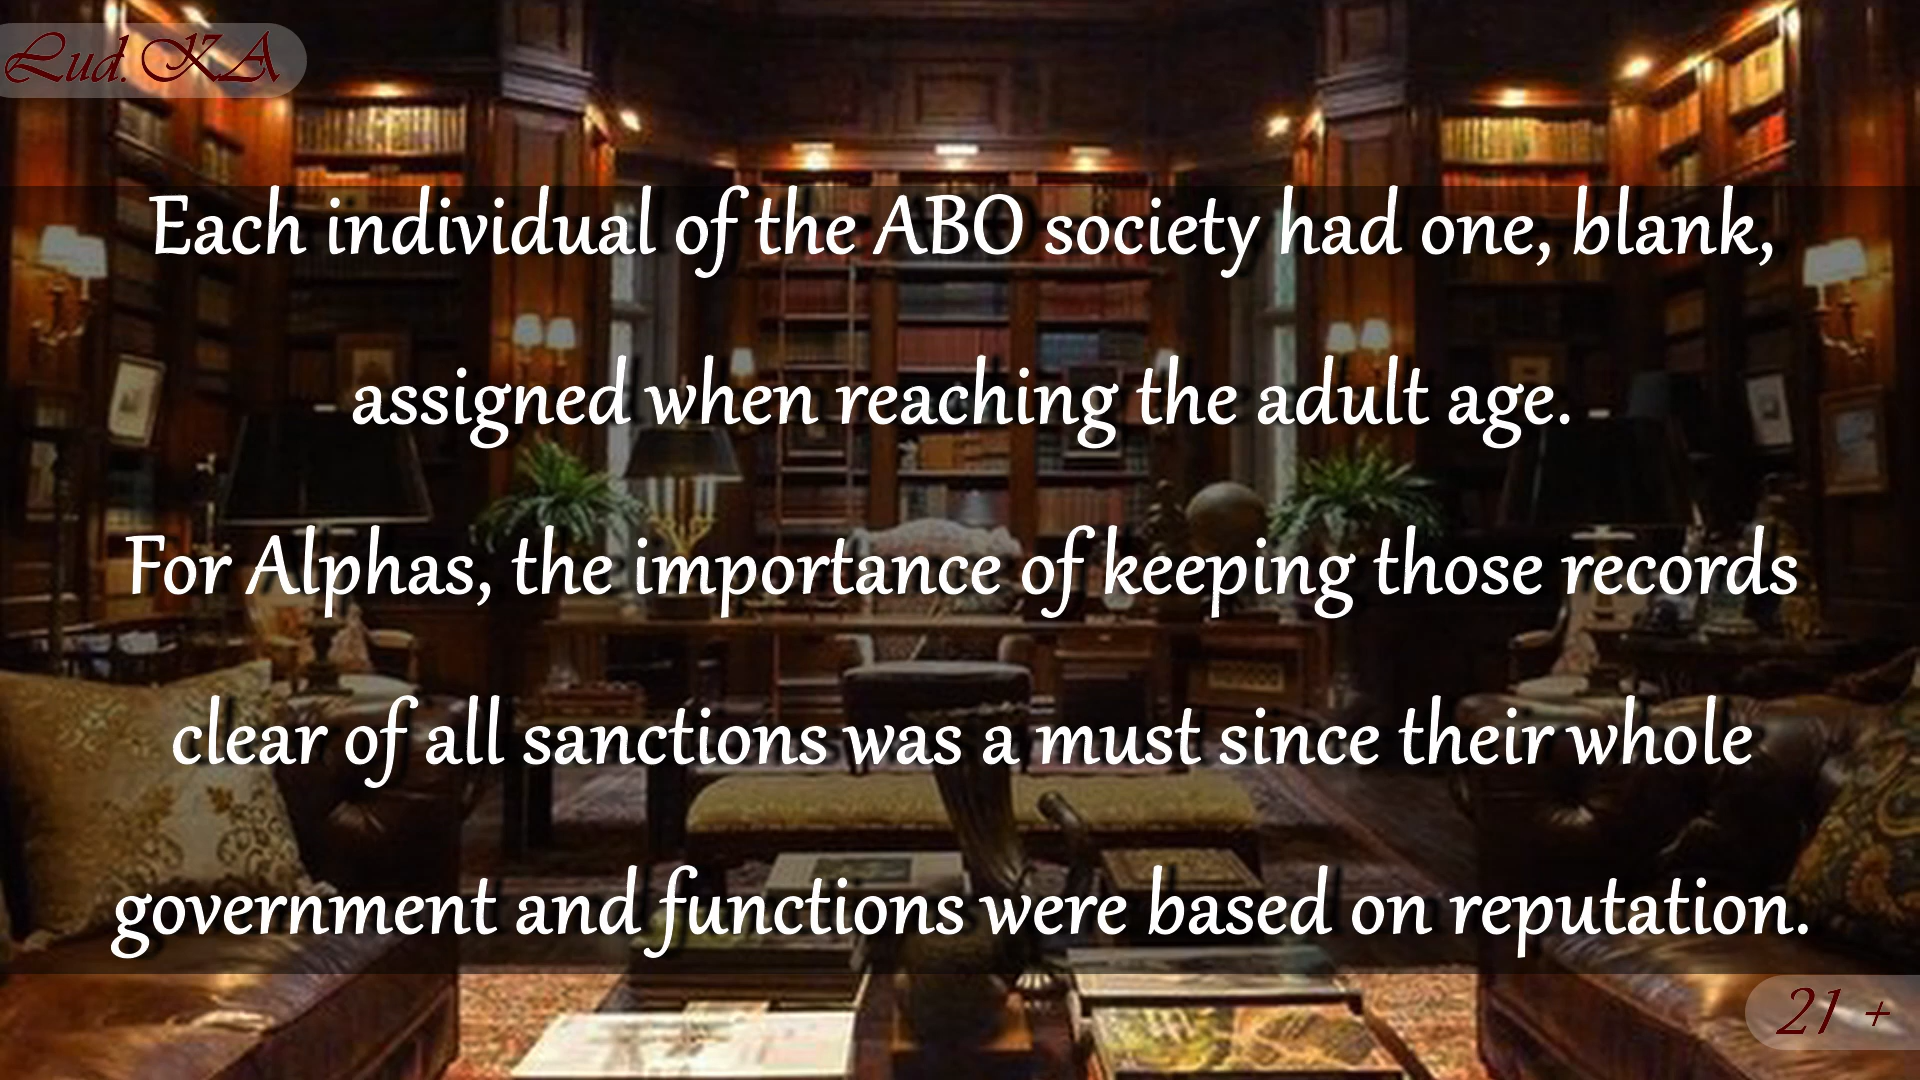 Lud. KA
Each individual of the ABO society had one, blank,
assigned when reaching the adult age.
For Alphas, the importance of keeping those records
clear of all sanctions was a must since their whole
government and functions were based on reputation.
21 +